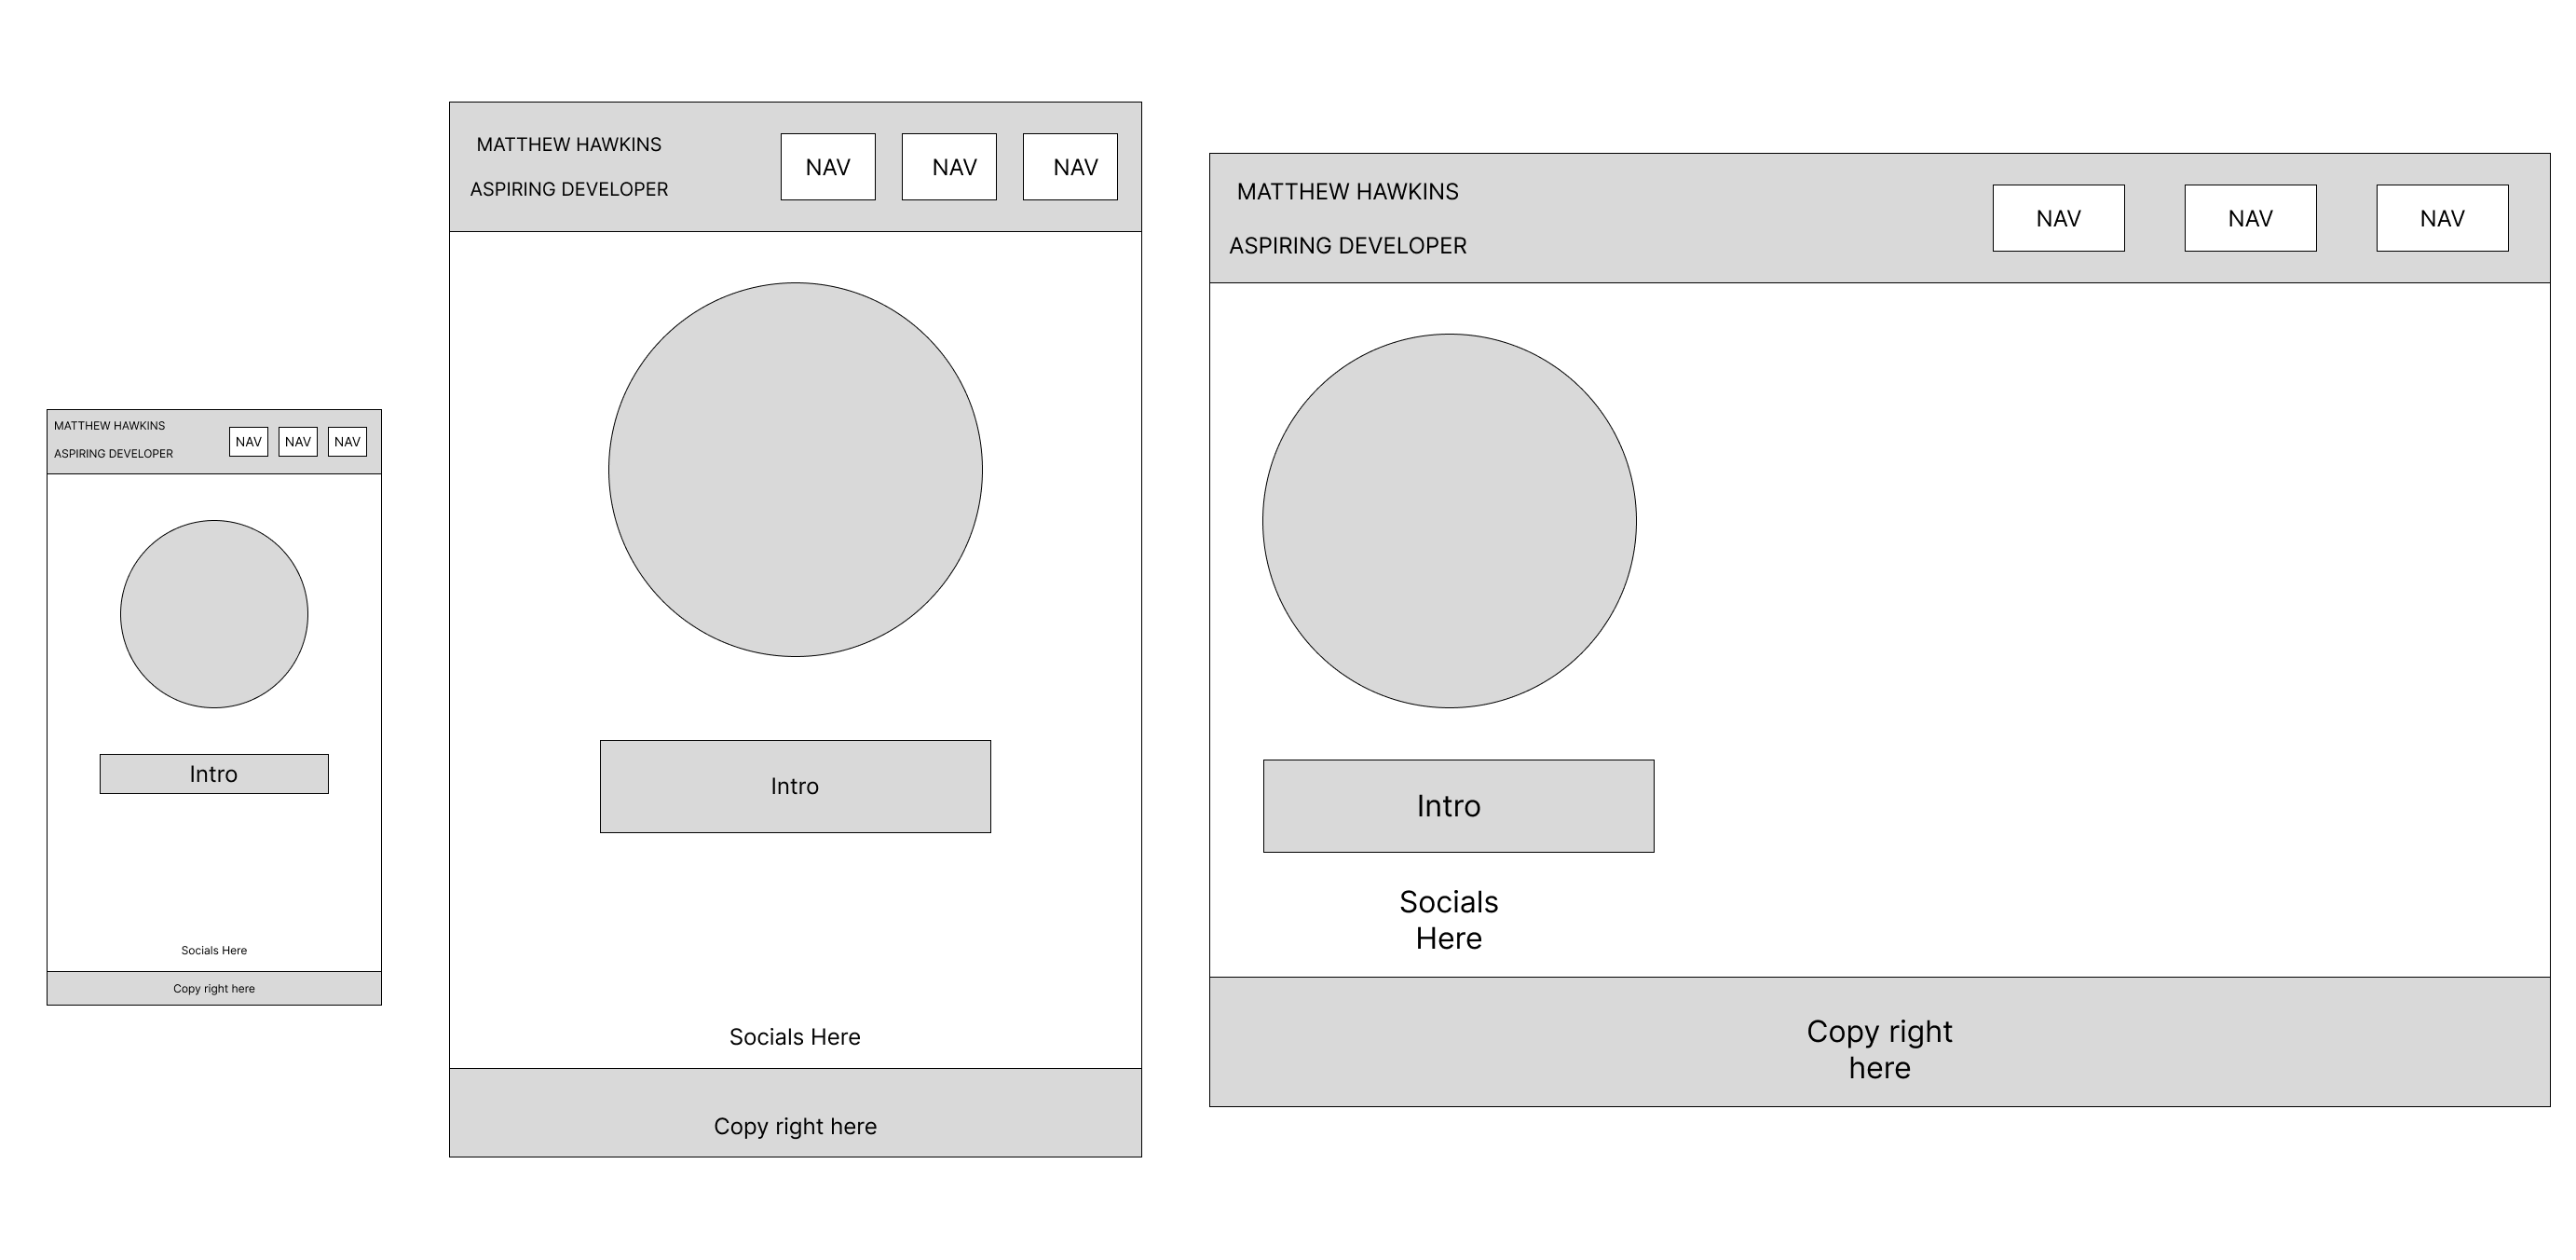 MATTHEW HAWKINS
ASPIRING DEVELOPER
NAV
NAV
NAV
Intro
Socials Here
Copy right here
MATTHEW HAWKINS
ASPIRING DEVELOPER
NAV
NAV
NAV
Intro
Socials Here
Copy right here
MATTHEW HAWKINS
ASPIRING DEVELOPER
NAV
NAV
NAV
Intro
Socials
Here
Copy right
here